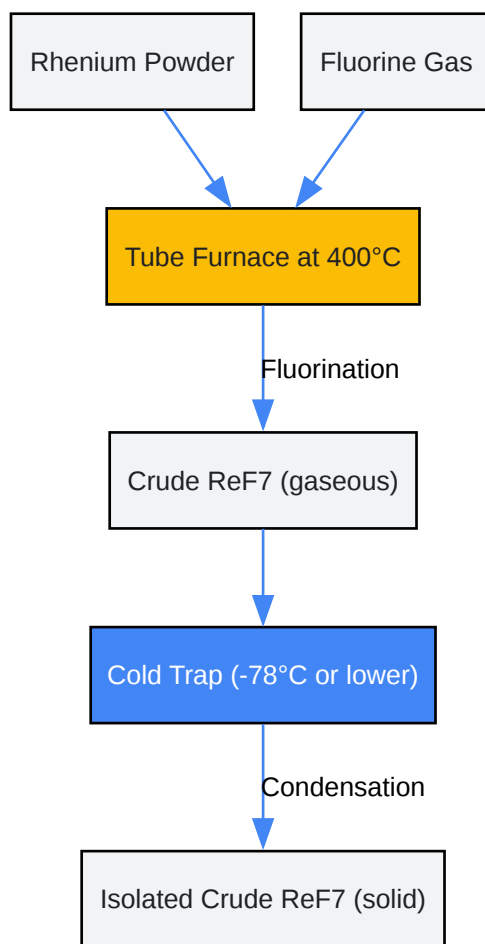 Rhenium Powder
Fluorine Gas
Tube Furnace at 400°C
Fluorination
Crude ReF7 (gaseous)
Cold Trap (-78°C or lower)
Condensation
Isolated Crude ReF7 (solid)